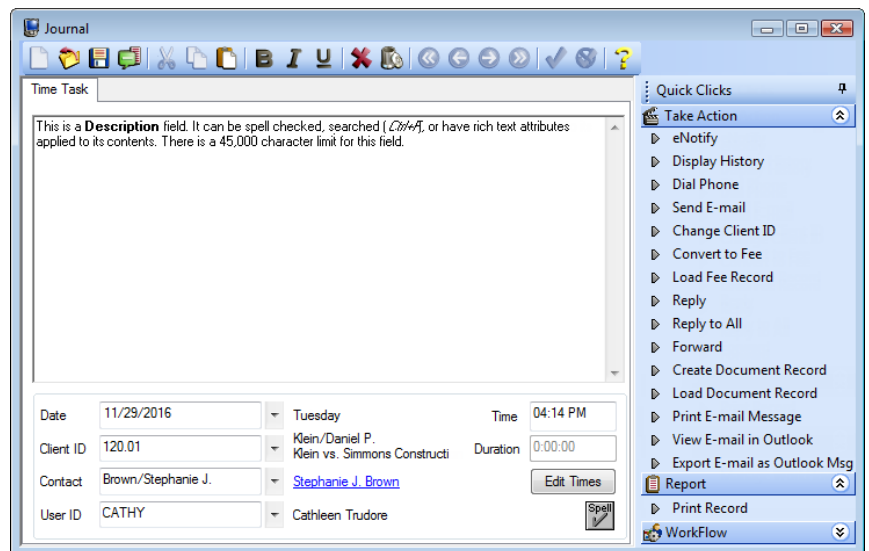 Journal
B I U
Time Task
This is a Description field. It can be spell checked, searched ( Ctrl+F), or have rich text attributes
applied to its contents. There is a 45,000 character limit for this field.
Date 11/29/2016 Tuesday Time 04:14 PM
Client ID 120.01 Klein/Daniel P.
Klein vs. Simmons Constructi Duration 0:00:00
Contact Brown/Stephanie J. Stephanie J. Brown Edit Times
User ID CATHY Cathleen Trudore Spell
Quick Clicks
Take Action
eNotify
Display History
Dial Phone
Send E-mail
Change Client ID
Convert to Fee
Load Fee Record
Reply
Reply to All
Forward
Create Document Record
Load Document Record
Print E-mail Message
View E-mail in Outlook
Export E-mail as Outlook Msg
Report
Print Record
WorkFlow